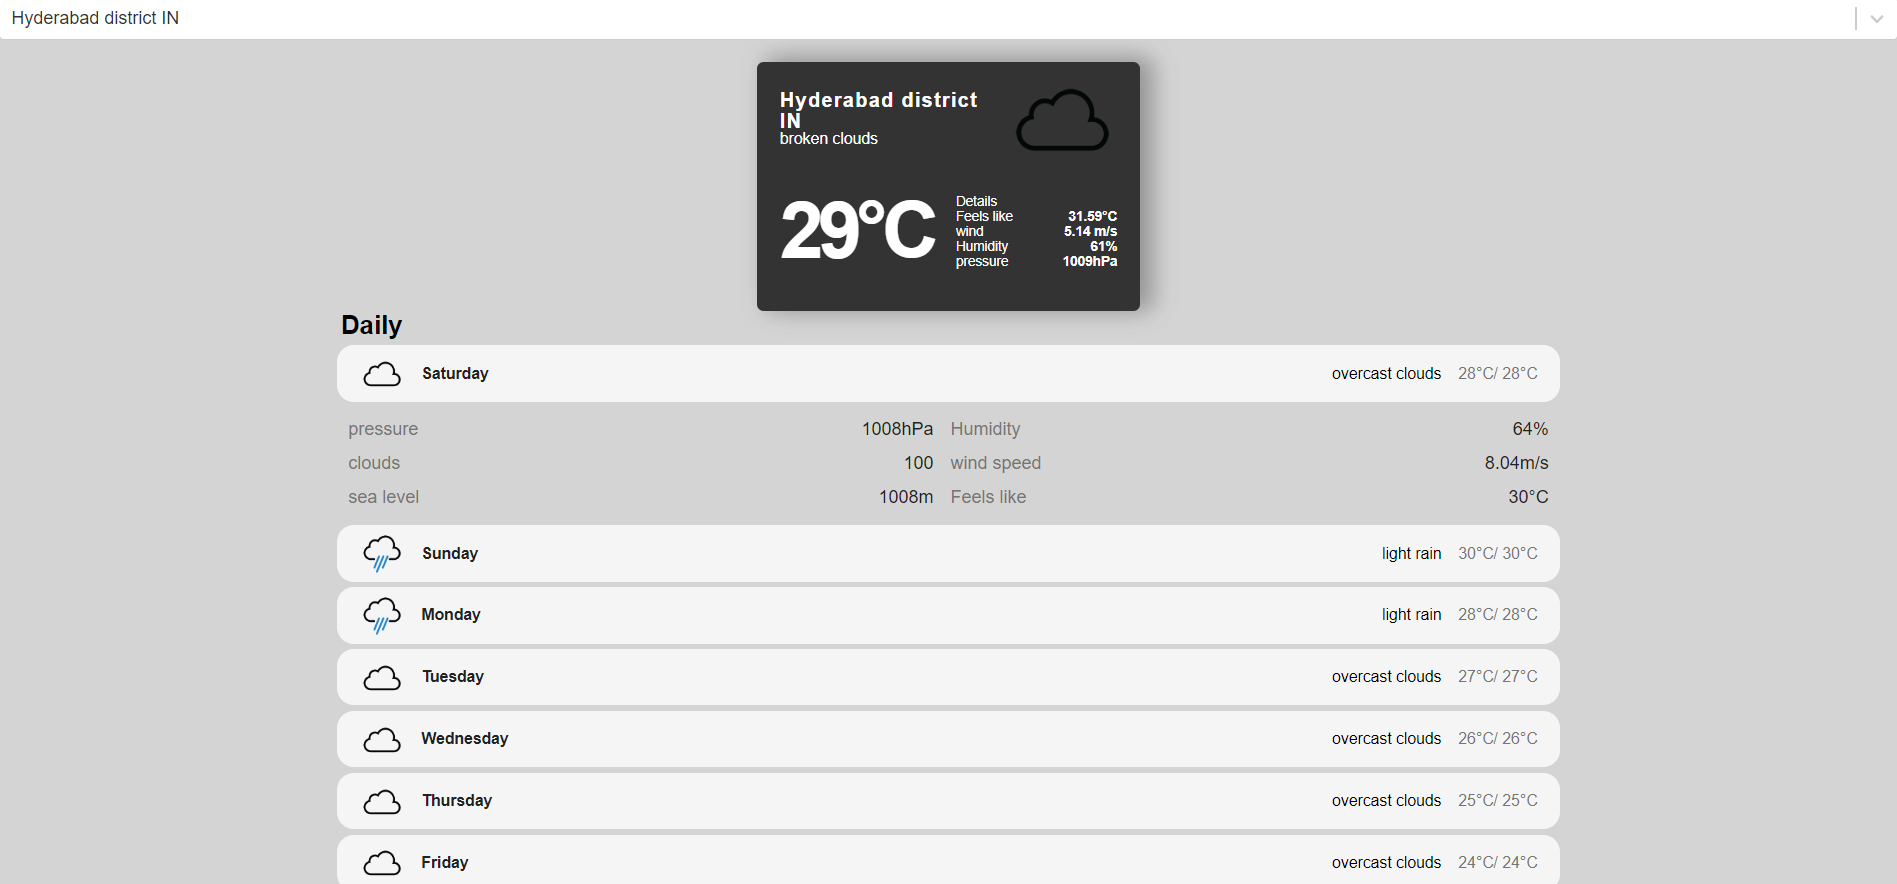 Hyderabad district IN
Hyderabad district
IN
broken clouds
29°C
Details
Feels like 31.59°C
wind 5.14 m/s
Humidity 61%
pressure 1009hPa
Daily
Saturday overcast clouds 28°C/ 28°C
pressure 1008hPa Humidity 64%
clouds 100 wind speed 8.04m/s
sea level 1008m Feels like 30°C
Sunday light rain 30°C/ 30°C
Monday light rain 28°C/ 28°C
Tuesday overcast clouds 27°C/ 27°C
Wednesday overcast clouds 26°C/ 26°C
Thursday overcast clouds 25°C/ 25°C
Friday overcast clouds 24°C/ 24°C